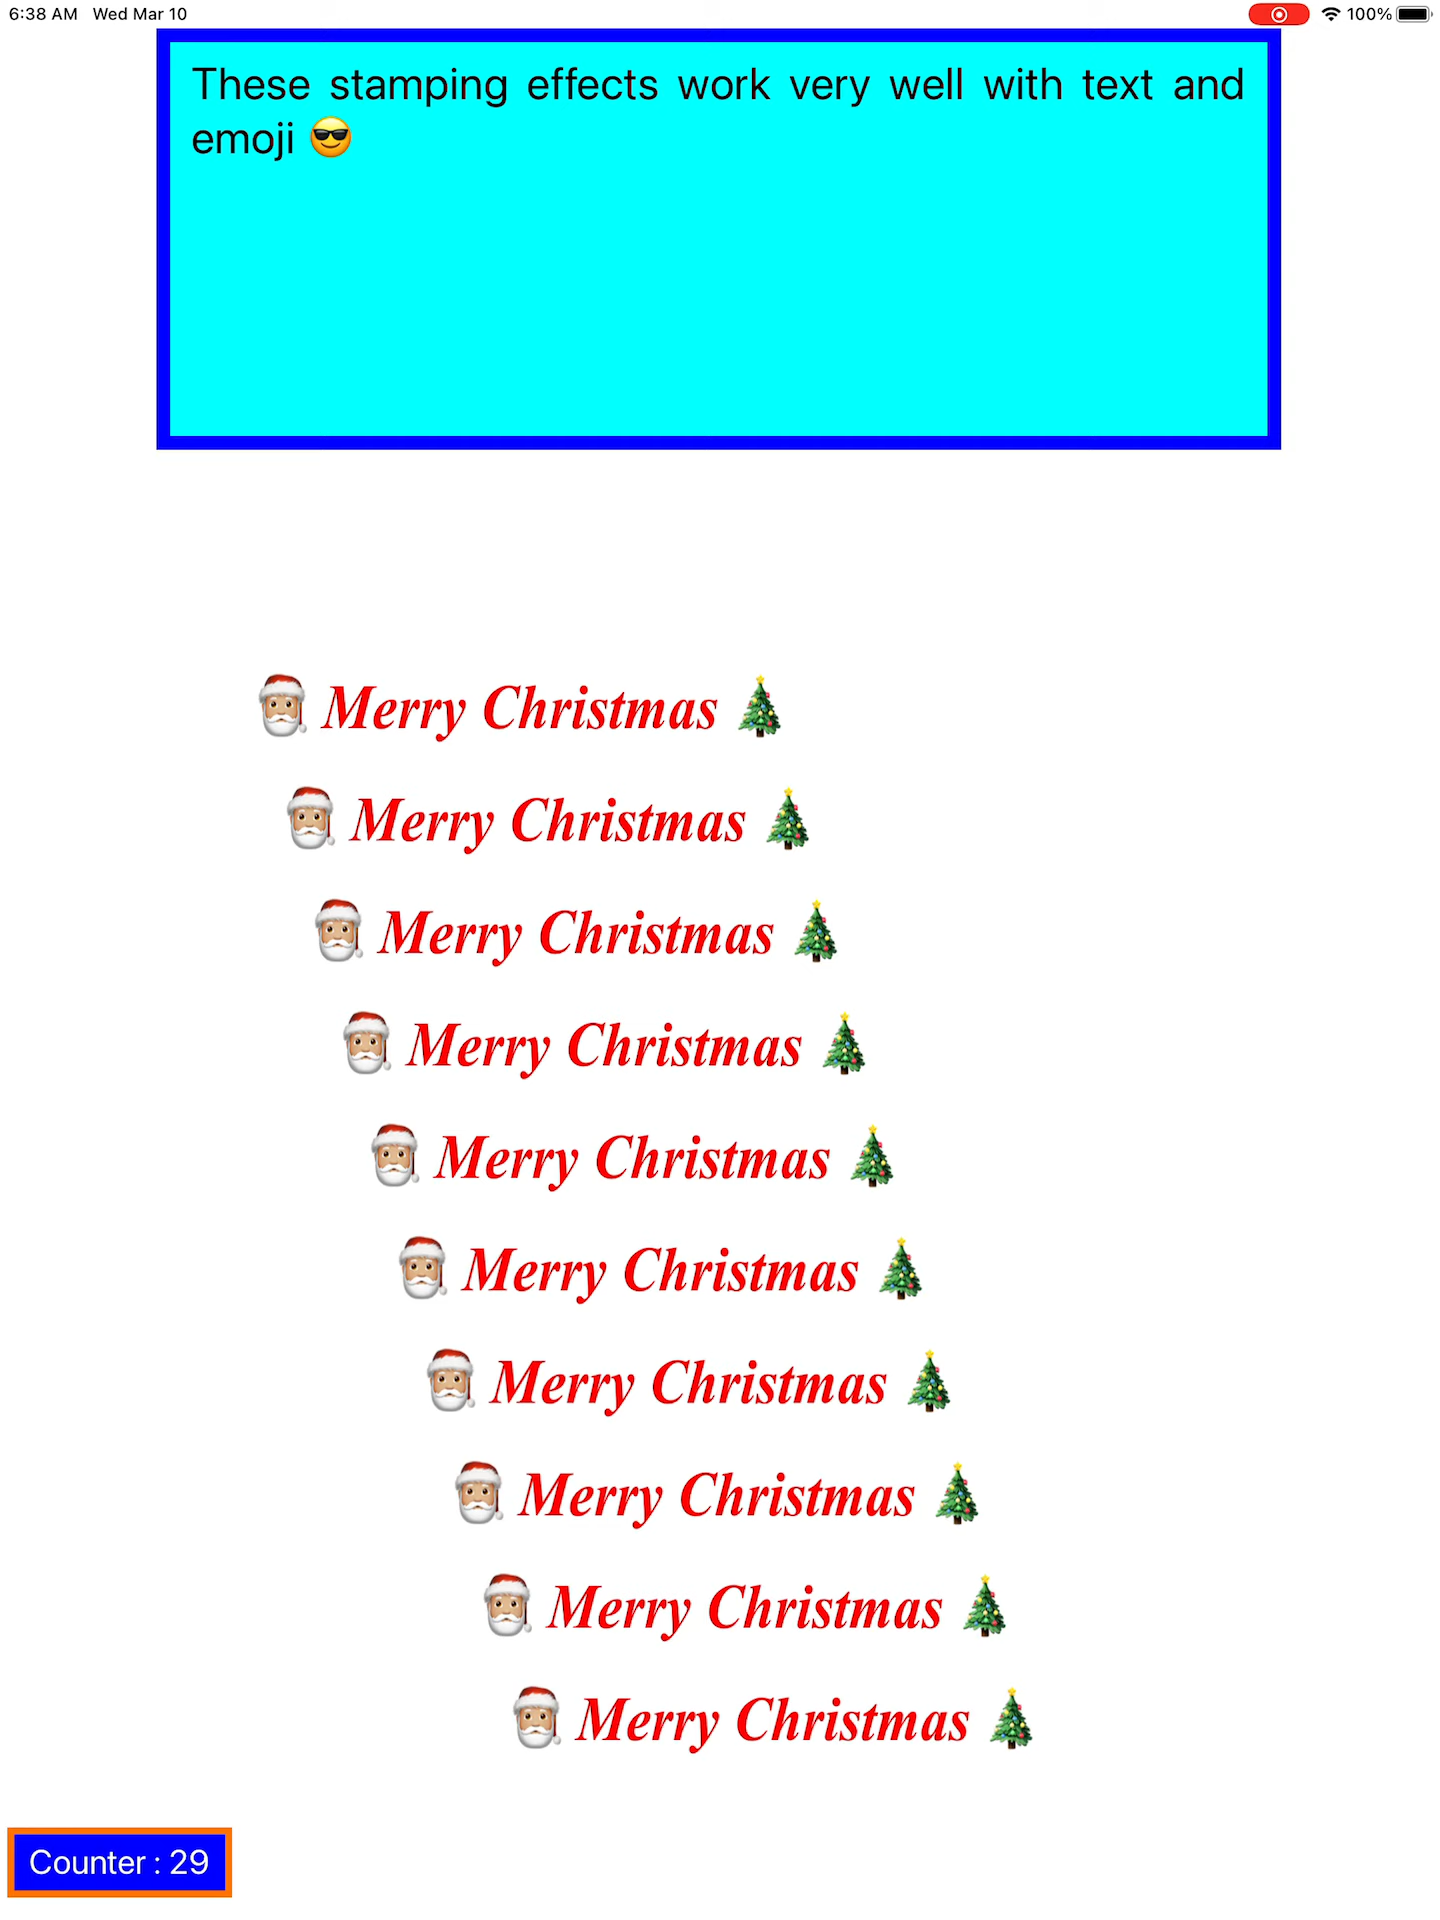 6:38 AM Wed Mar 10 100%
These stamping effects work very well with text and
emoji 😎
🎅🏼 Merry Christmas 🎄
🎅🏼 Merry Christmas 🎄
🎅🏼 Merry Christmas 🎄
🎅🏼 Merry Christmas 🎄
🎅🏼 Merry Christmas 🎄
🎅🏼 Merry Christmas 🎄
🎅🏼 Merry Christmas 🎄
🎅🏼 Merry Christmas 🎄
🎅🏼 Merry Christmas 🎄
🎅🏼 Merry Christmas 🎄
Counter : 29